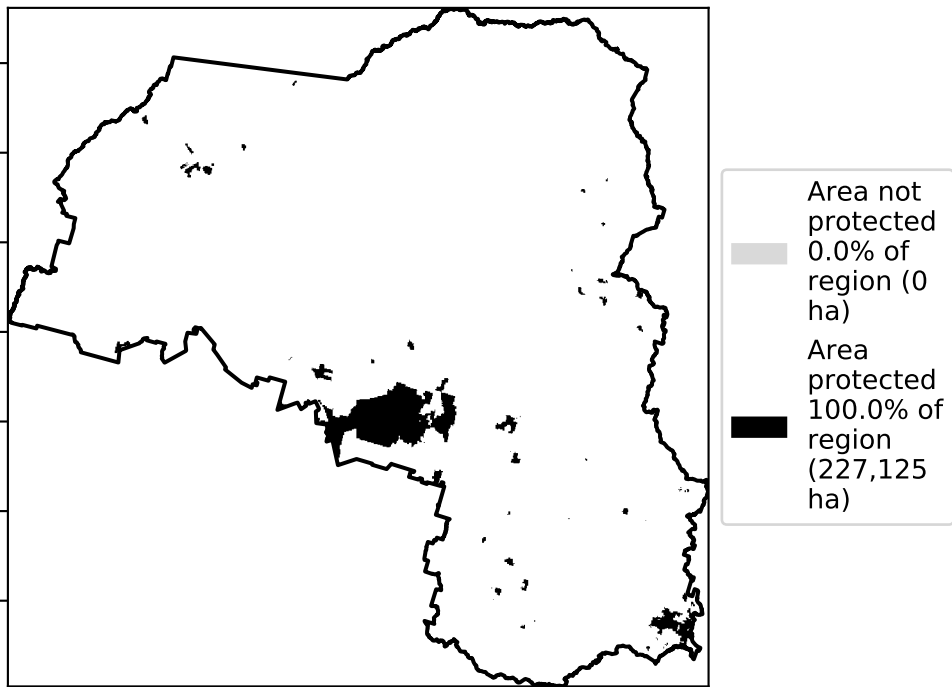 Area not
protected
0.0% of
region (0
ha)
Area
protected
100.0% of
region
(227,125
ha)